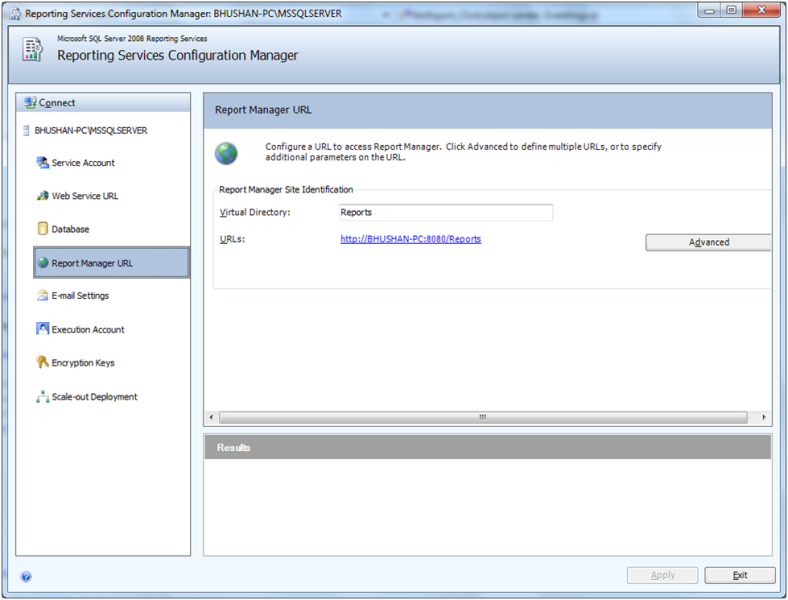 Reporting Services Configuration Manager: BHUSHAN-PC\MSSQLSERVER
Microsoft SQL Server 2008 Reporting Services
Reporting Services Configuration Manager
Connect
BHUSHAN-PC\MSSQLSERVER
Service Account
Web Service URL
Database
Report Manager URL
E-mail Settings
Execution Account
Encryption Keys
Scale-out Deployment
Report Manager URL
Configure a URL to access Report Manager. Click Advanced to define multiple URLs, or to specify
additional parameters on the URL.
Report Manager Site Identification
Virtual Directory: Reports
URLs: http://BHUSHAN-PC:8080/Reports
Advanced
Results
Apply Exit